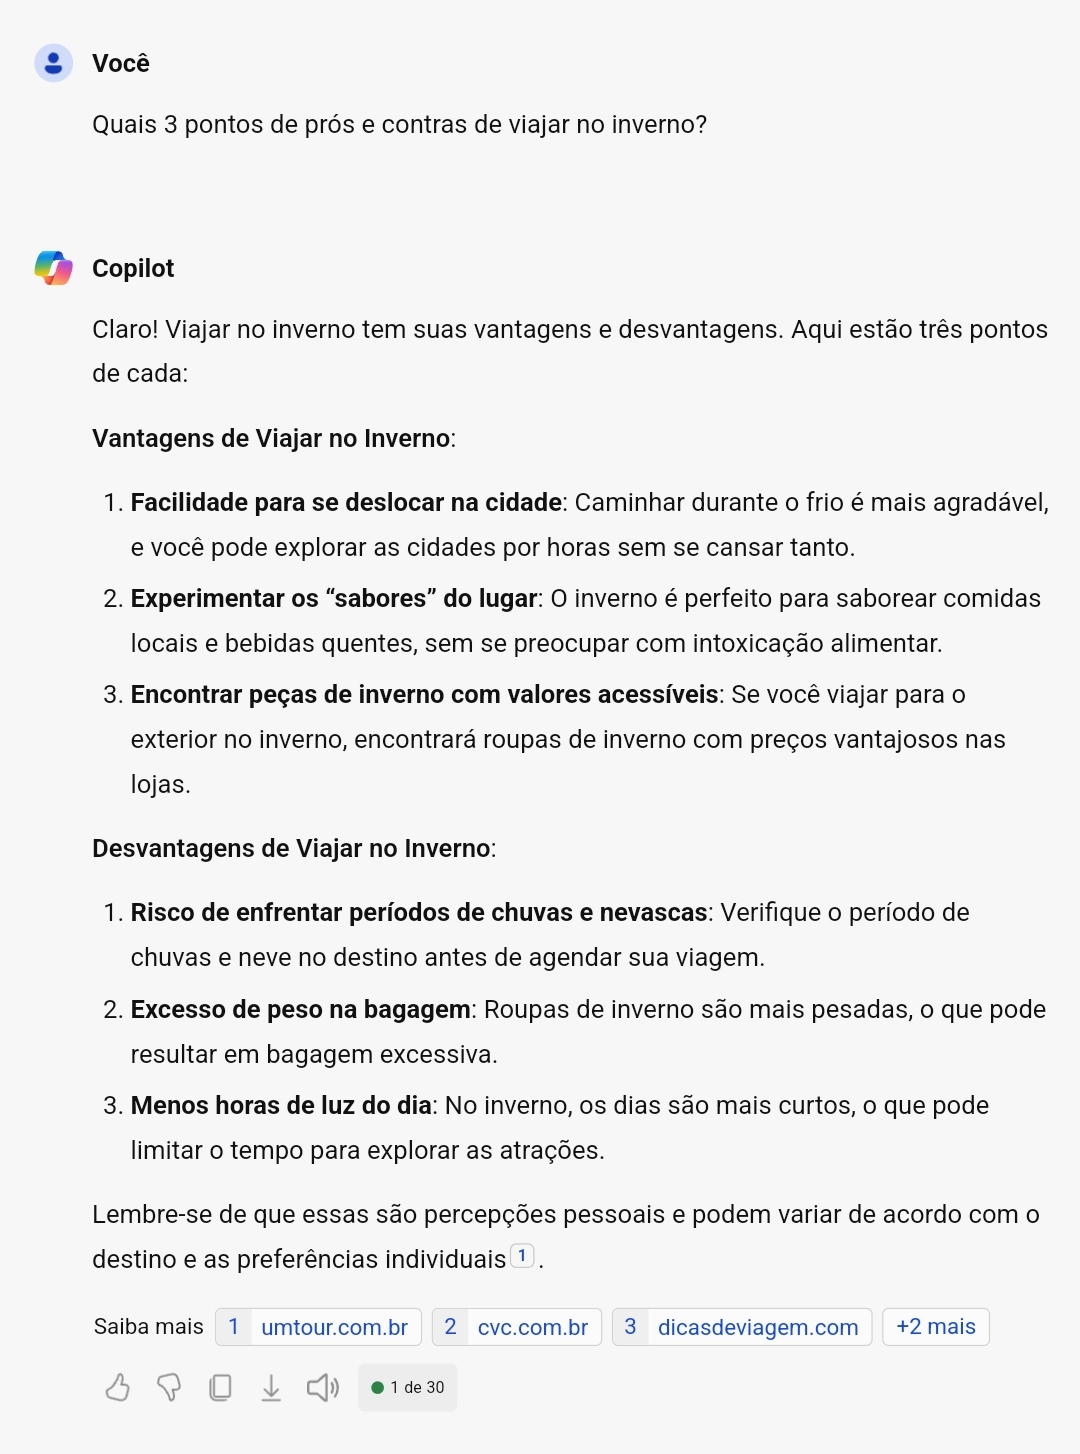 Você
Quais 3 pontos de prós e contras de viajar no inverno?
Copilot
Claro! Viajar no inverno tem suas vantagens e desvantagens. Aqui estão três pontos
de cada:
Vantagens de Viajar no Inverno:
1. Facilidade para se deslocar na cidade: Caminhar durante o frio é mais agradável,
e você pode explorar as cidades por horas sem se cansar tanto.
2. Experimentar os “sabores” do lugar: O inverno é perfeito para saborear comidas
locais e bebidas quentes, sem se preocupar com intoxicação alimentar.
3. Encontrar peças de inverno com valores acessíveis: Se você viajar para o
exterior no inverno, encontrará roupas de inverno com preços vantajosos nas
lojas.
Desvantagens de Viajar no Inverno:
1. Risco de enfrentar períodos de chuvas e nevascas: Verifique o período de
chuvas e neve no destino antes de agendar sua viagem.
2. Excesso de peso na bagagem: Roupas de inverno são mais pesadas, o que pode
resultar em bagagem excessiva.
3. Menos horas de luz do dia: No inverno, os dias são mais curtos, o que pode
limitar o tempo para explorar as atrações.
Lembre-se de que essas são percepções pessoais e podem variar de acordo com o
destino e as preferências individuais 1 .
Saiba mais 1 umtour.com.br 2 cvc.com.br 3 dicasdeviagem.com +2 mais
1 de 30